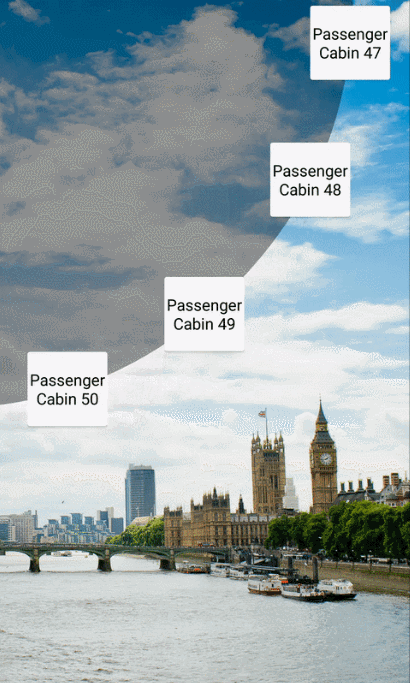 Passenger
Cabin 47
Passenger
Cabin 48
Passenger
Cabin 49
Passenger
Cabin 50